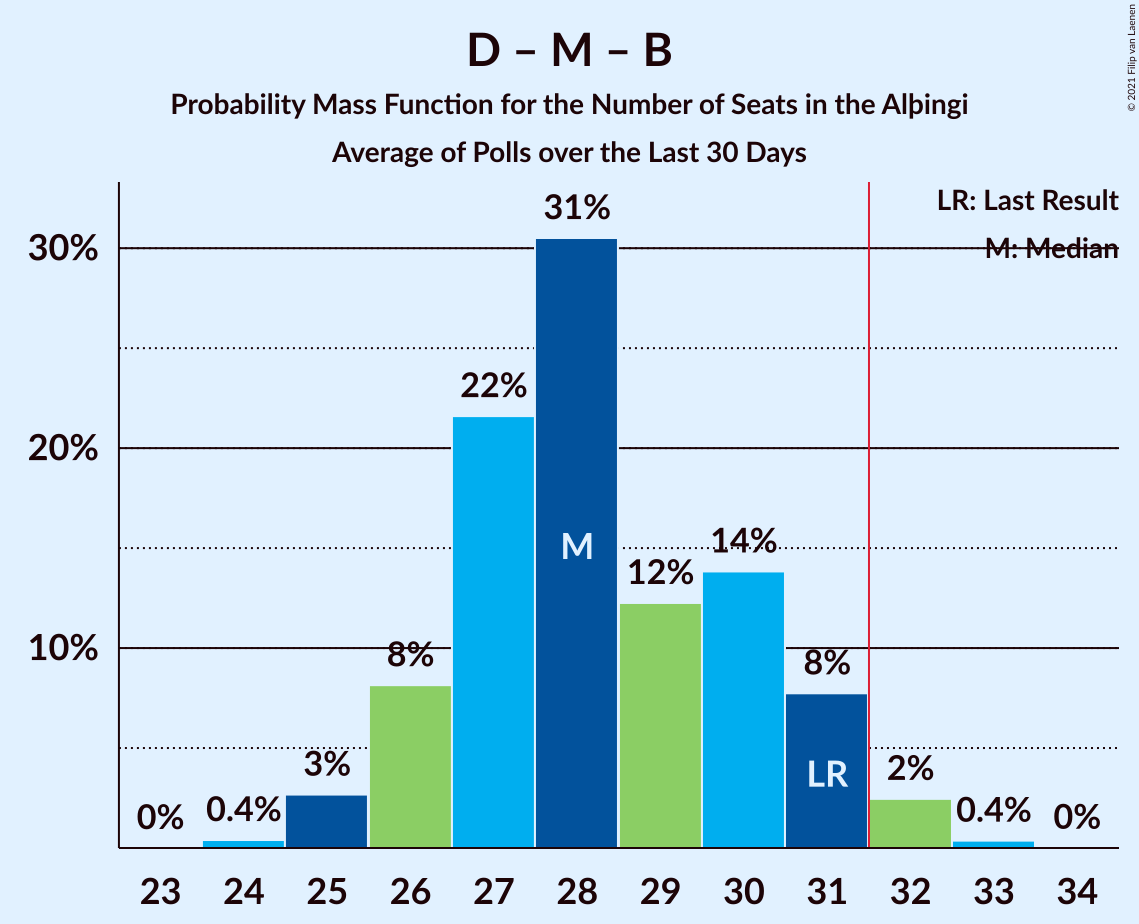 D – M – B
Probability Mass Function for the Number of Seats in the Alþingi
Average of Polls over the Last 30 Days
© 2021 Filip van Laenen
LR: Last Result
M: Median
30%
20%
10%
0%
0.4%
3%
8%
22%
31%
12%
14%
8%
2%
0.4%
0%
M
LR
23 24 25 26 27 28 29 30 31 32 33 34